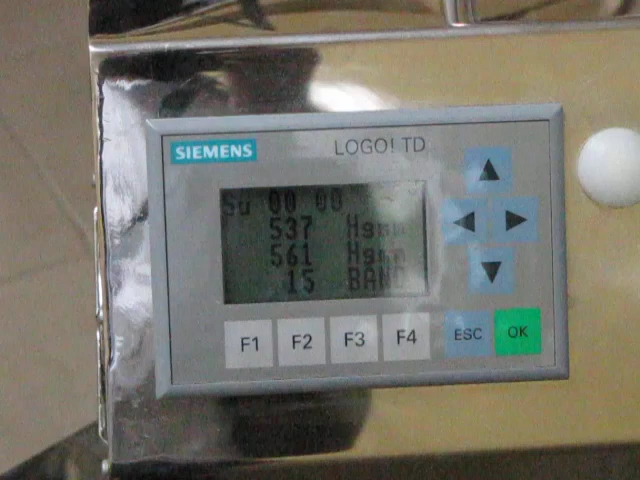 SIEMENS
LOGO! TD
Su 00 00
537
561
15
F1 F2 F3 F4 ESC OK